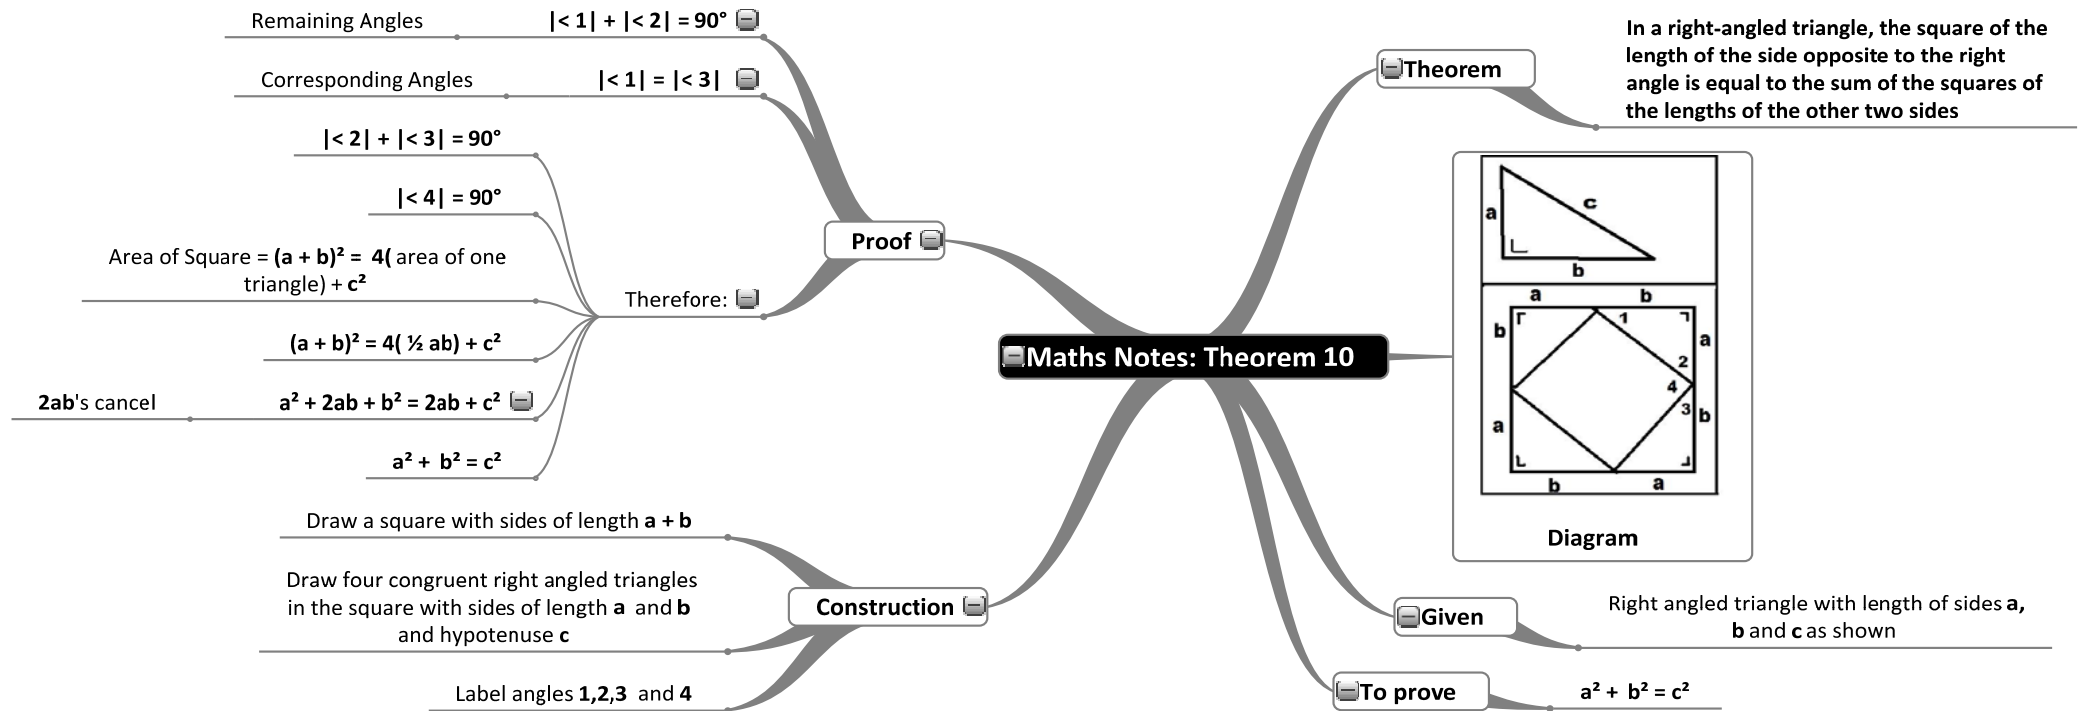 Maths Notes: Theorem 10
Theorem
In a right-angled triangle, the square of the
length of the side opposite to the right
angle is equal to the sum of the squares of
the lengths of the other two sides
a
c
b
a b
b
1
a
2
4
3
b
a
b a
Diagram
Given
Right angled triangle with length of sides a,
b and c as shown
To prove
a² + b² = c²
Proof
|< 1| + |< 2| = 90°
Remaining Angles
|< 1| = |< 3|
Corresponding Angles
Therefore:
|< 2| + |< 3| = 90°
|< 4| = 90°
Area of Square = (a + b)² = 4( area of one
triangle) + c²
(a + b)² = 4( ½ ab) + c²
a² + 2ab + b² = 2ab + c²
2ab's cancel
a² + b² = c²
Construction
Draw a square with sides of length a + b
Draw four congruent right angled triangles
in the square with sides of length a and b
and hypotenuse c
Label angles 1,2,3 and 4